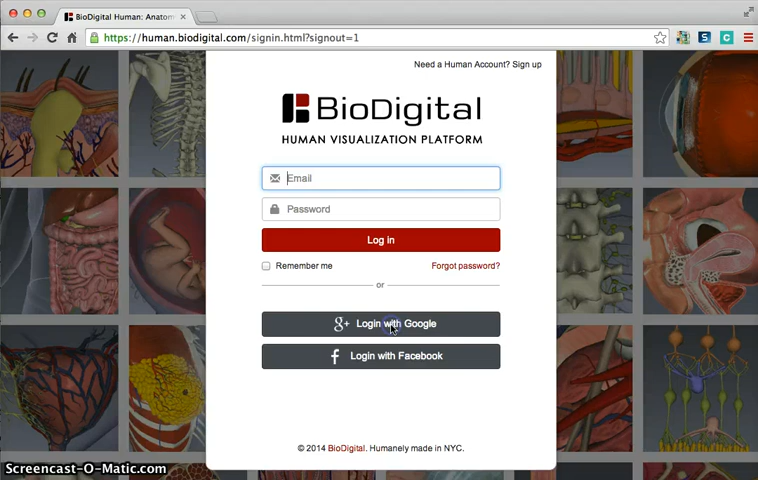 BioDigital Human: Anatom
https://human.biodigital.com/signin.html?signout=1
Need a Human Account? Sign up
BioDigital
HUMAN VISUALIZATION PLATFORM
Email
Password
Log in
Remember me
Forgot password?
or
g+ Login with Google
f Login with Facebook
© 2014 BioDigital. Humanely made in NYC.
Screencast-O-Matic.com